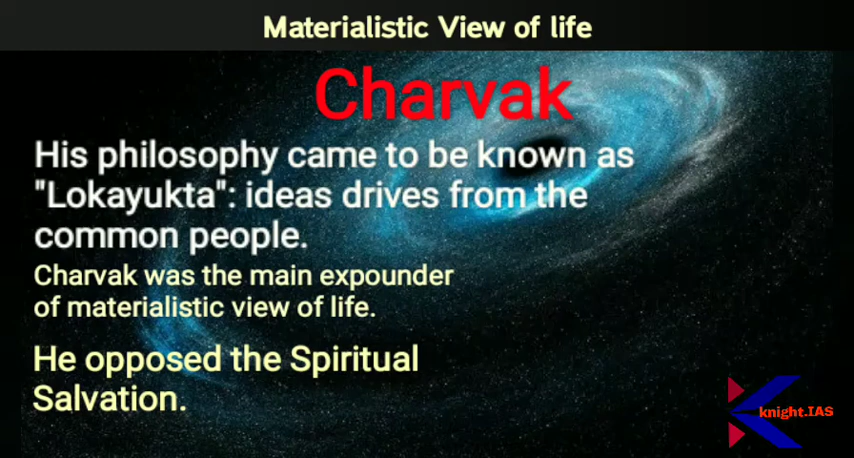 Materialistic View of life
Charvak
His philosophy came to be known as
"Lokayukta": ideas drives from the
common people.
Charvak was the main expounder
of materialistic view of life.
He opposed the Spiritual
Salvation.
knight.IAS